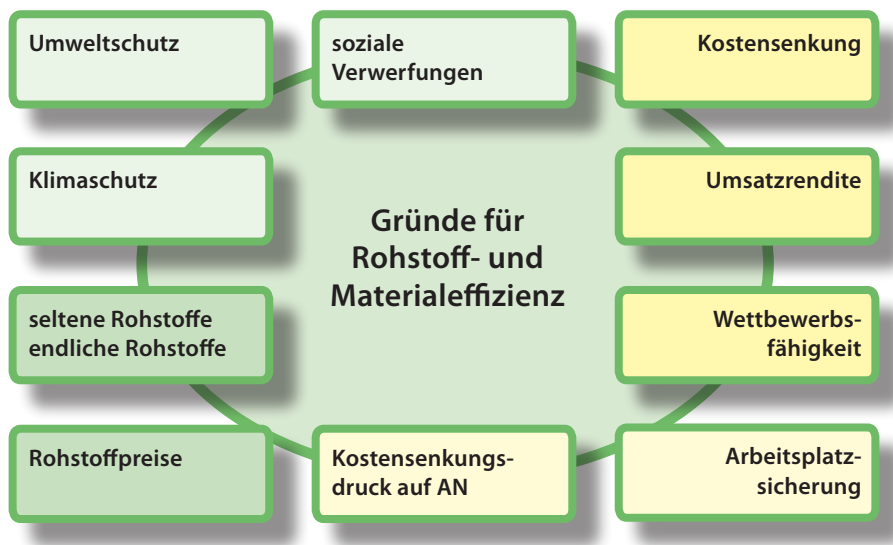 Umweltschutz
soziale
Verwerfungen
Kostensenkung
Klimaschutz
Umsatzrendite
Gründe für
Rohstoff- und
Materialeffizienz
seltene Rohstoffe
endliche Rohstoffe
Wettbewerbs-
fähigkeit
Rohstoffpreise
Kostensenkungs-
druck auf AN
Arbeitsplatz-
sicherung